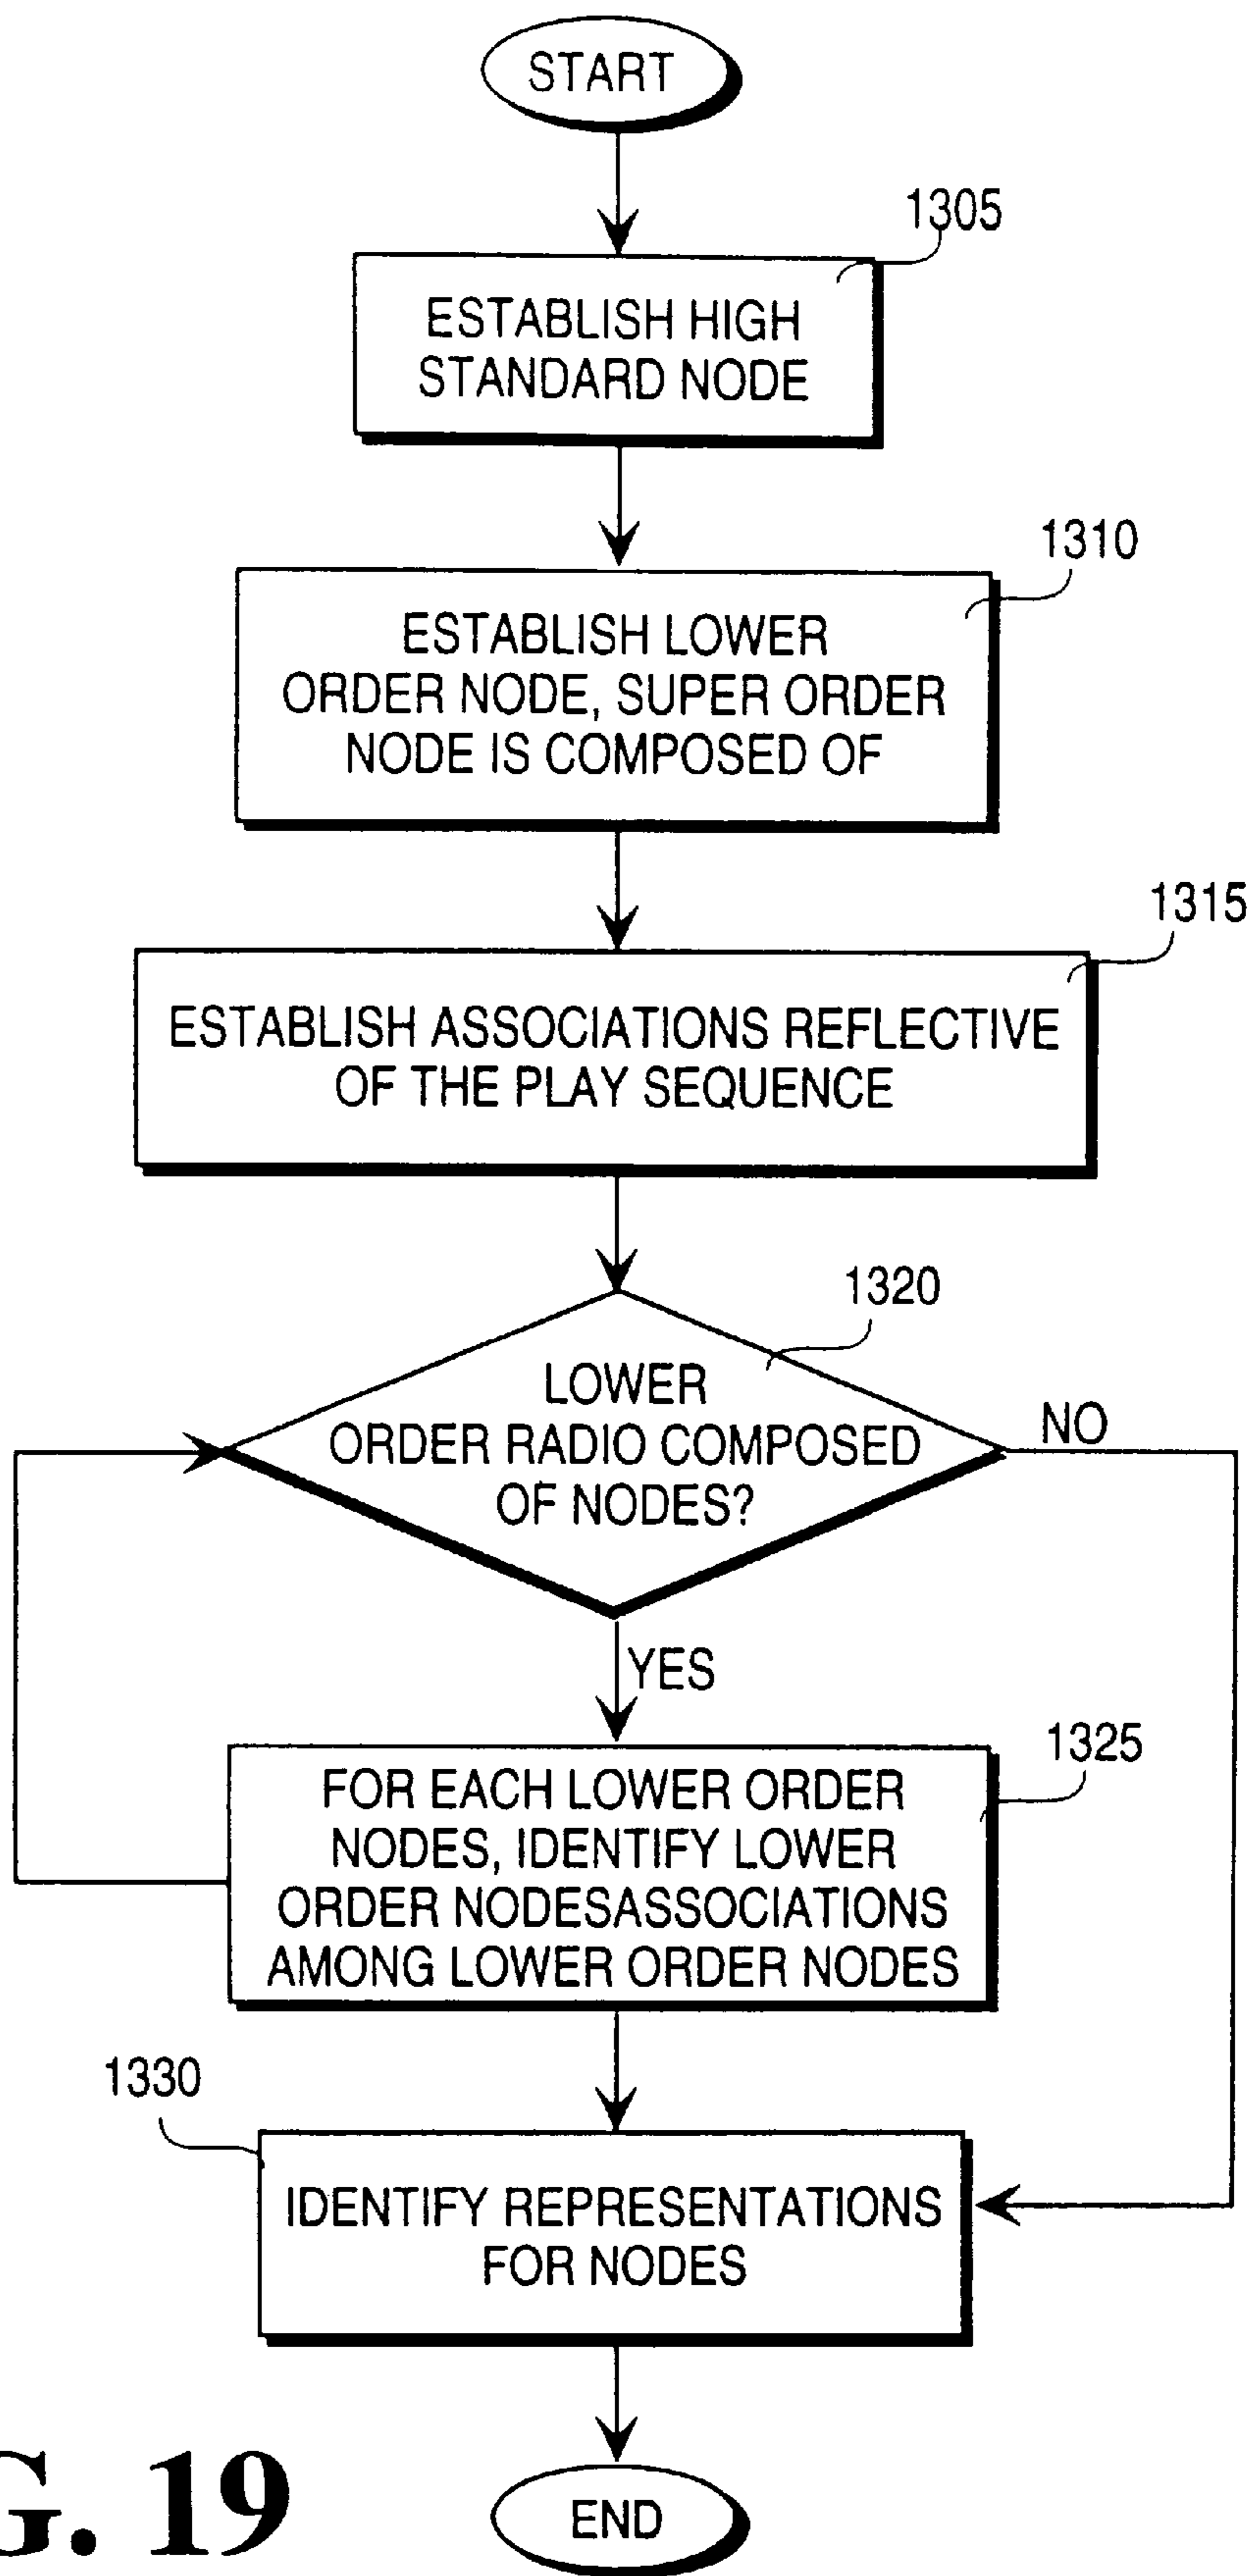 START
1305
ESTABLISH HIGH
STANDARD NODE
1310
ESTABLISH LOWER
ORDER NODE, SUPER ORDER
NODE IS COMPOSED OF
1315
ESTABLISH ASSOCIATIONS REFLECTIVE
OF THE PLAY SEQUENCE
1320
LOWER
ORDER RADIO COMPOSED
OF NODES?
NO
YES
1325
FOR EACH LOWER ORDER
NODES, IDENTIFY LOWER
ORDER NODESASSOCIATIONS
AMONG LOWER ORDER NODES
1330
IDENTIFY REPRESENTATIONS
FOR NODES
END
G. 19